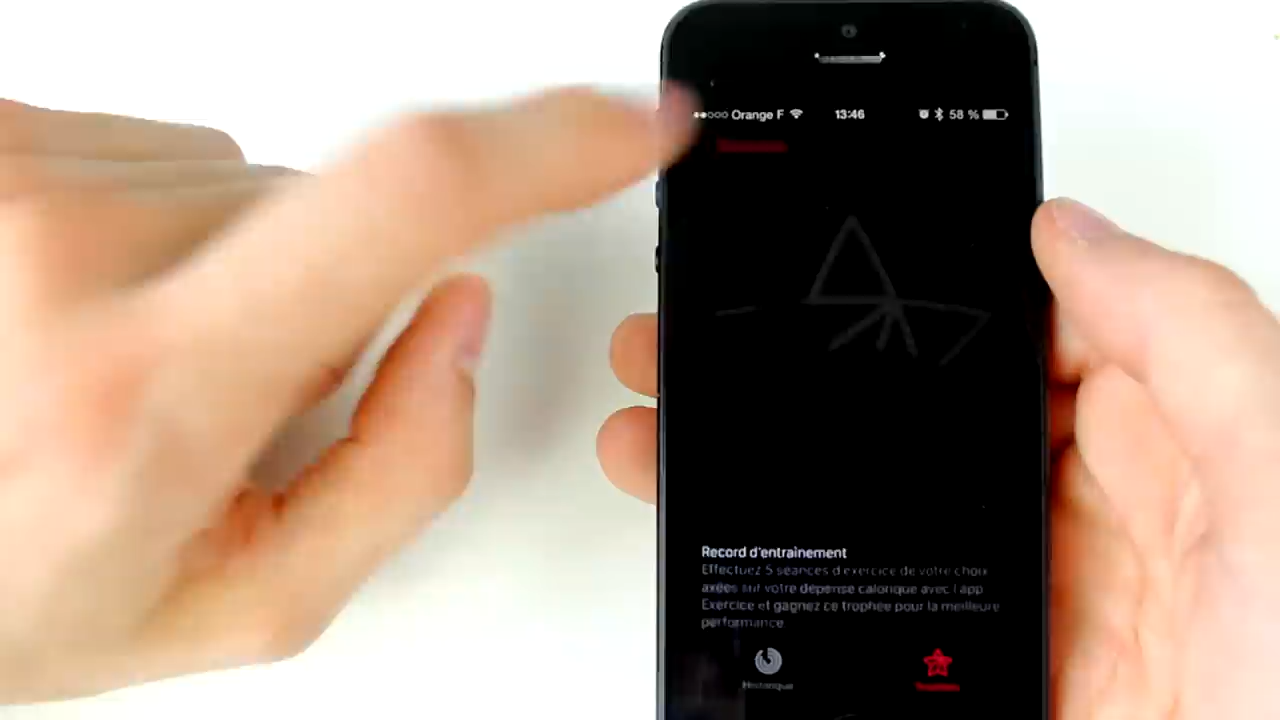 Orange F 13:46 58 %
Record d'entraînement
Effectuez 5 séances d'exercice de votre choix
axées sur votre dépense calorique avec l'app
Exercice et gagnez ce trophée pour la meilleure
performance.
Historique